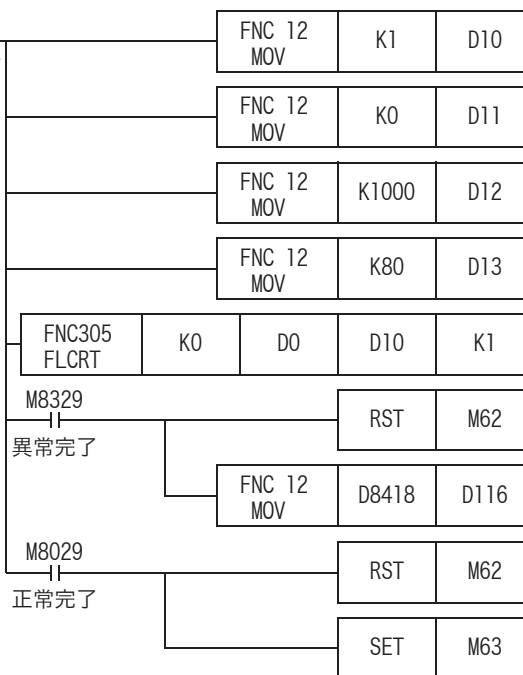 FNC 12 MOV K1 D10
FNC 12 MOV K0 D11
FNC 12 MOV K1000 D12
FNC 12 MOV K80 D13
FNC305 FLCRT K0 D0 D10 K1
M8329
異常完了
RST M62
FNC 12 MOV D8418 D116
M8029
正常完了
RST M62
SET M63